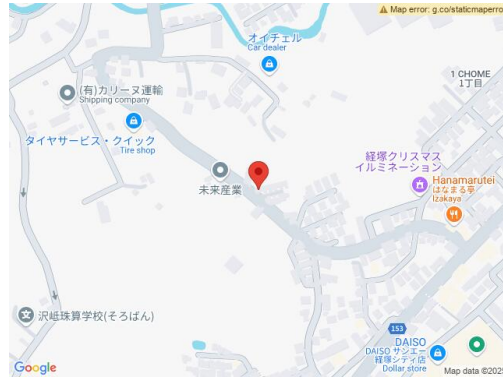 Map error: g.co/staticmaperro
オイチェル
Car dealer
1 CHOME
1丁目
(有)カリーヌ運輸
Shipping company
タイヤサービス・クイック
Tire shop
経塚クリスマス
イルミネーション
未来産業
Hanamarutei
はなまる亭
Izakaya
沢岻珠算学校(そろばん)
153
DAISO
DAISO サンエー
経塚シティ店
Dollar store
Google
Map data ©2025